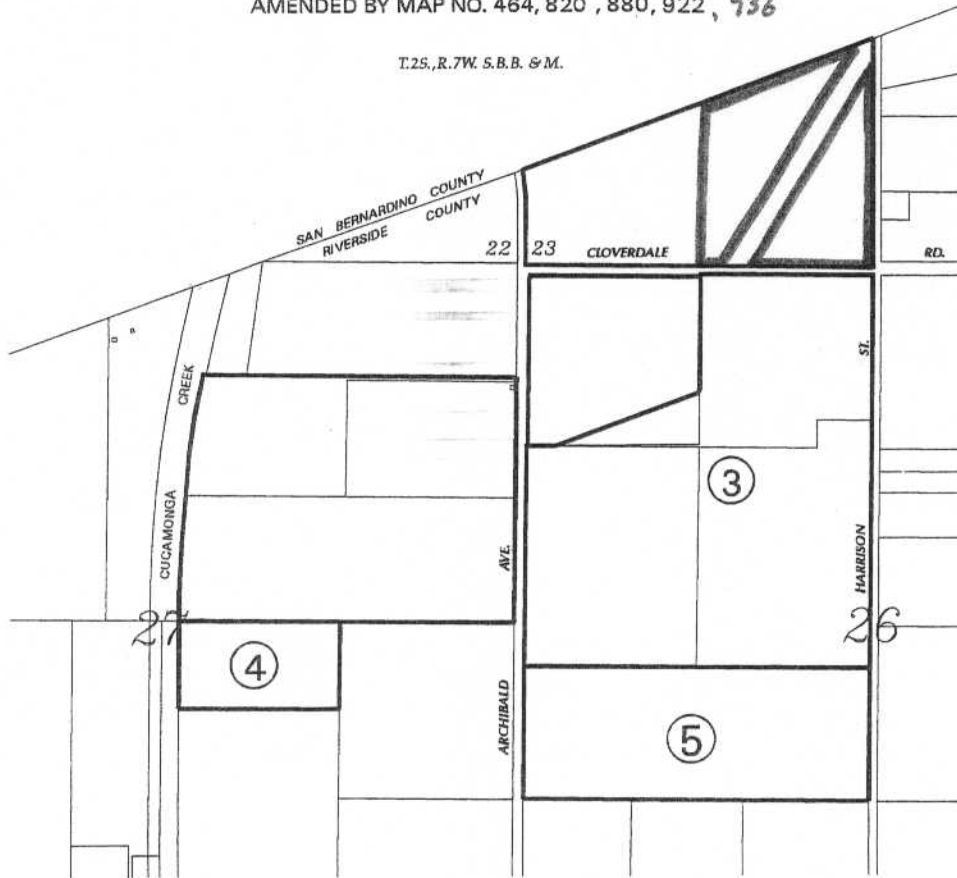 AMENDED BY MAP NO. 464, 820 , 880, 922 , 936
T.2S., R.7W. S.B.B. & M.
SAN BERNARDINO COUNTY
RIVERSIDE COUNTY
22 23 CLOVERDALE RD.
CREEK
ST.
3
CUCAMONGA
AVE.
HARRISON
27
26
4
ARCHIBALD
5